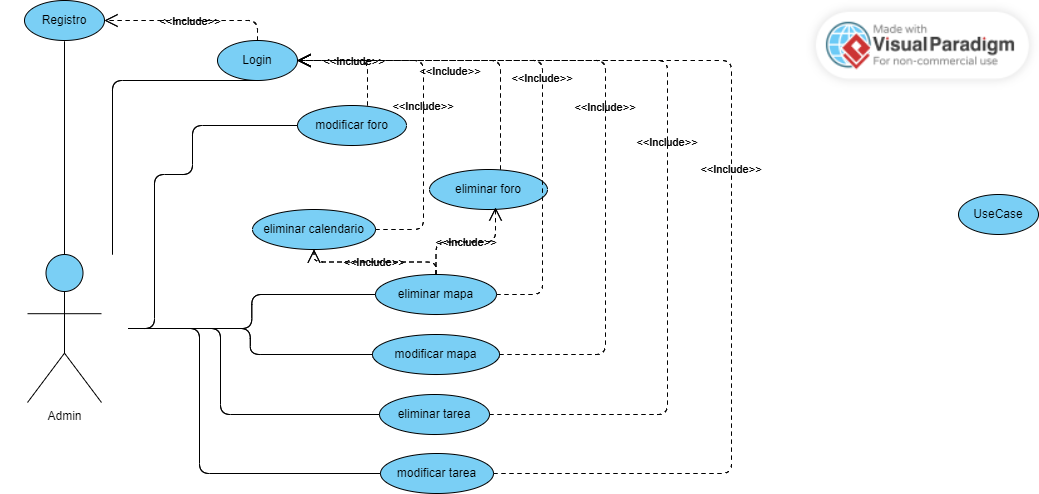 Registro
<<Include>>
Made with
Visual Paradigm
For non-commercial use
Login
<<Include>>
<<Include>>
<<Include>>
<<Include>>
<<Include>>
modificar foro
<<Include>>
<<Include>>
eliminar foro
UseCase
eliminar calendario
<<Include>>
<<Include>>
eliminar mapa
modificar mapa
Admin
eliminar tarea
modificar tarea